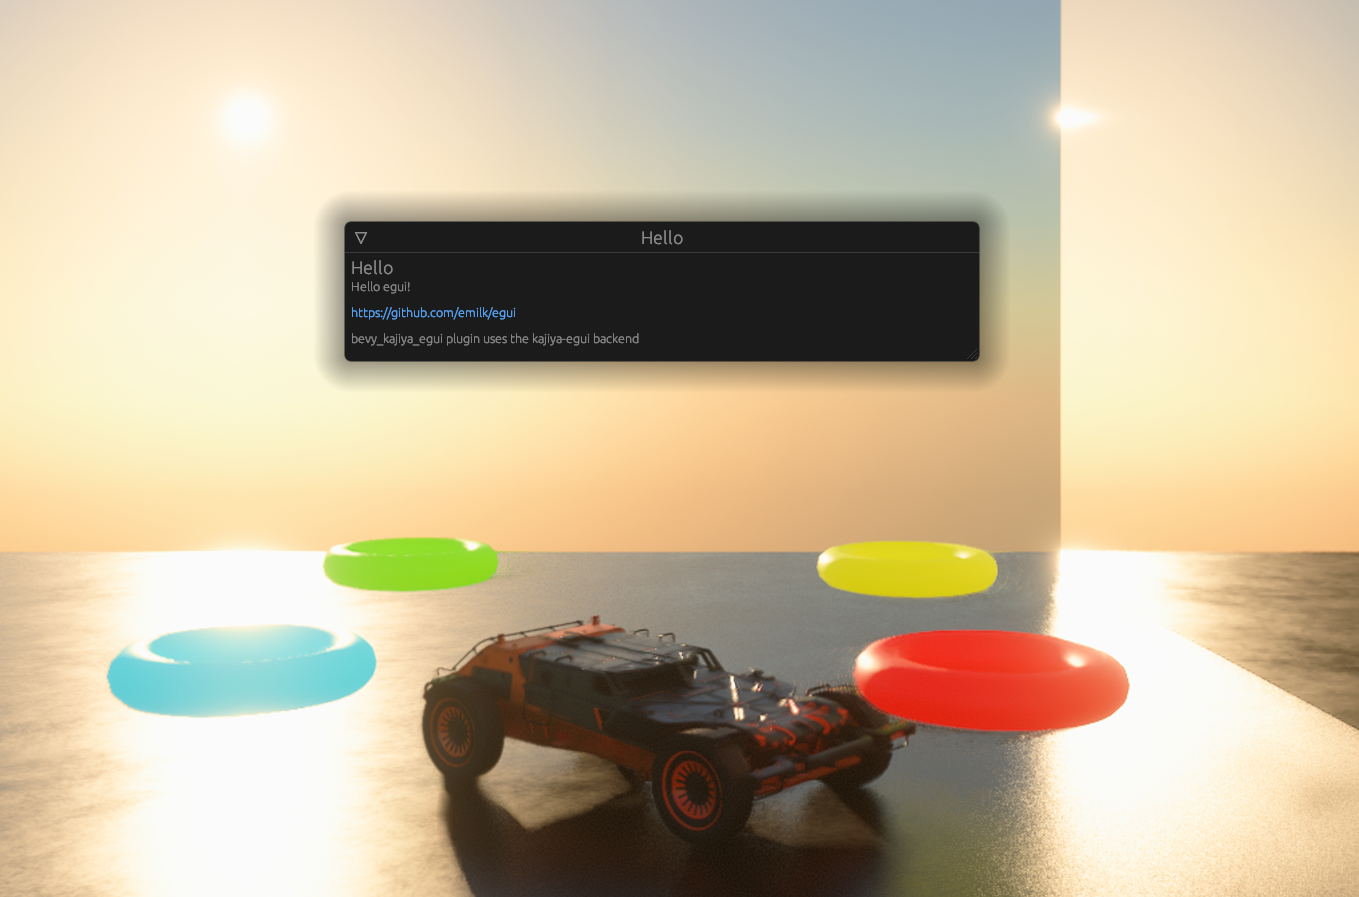 Hello
Hello
Hello egui!
https://github.com/emilk/egui
bevy_kajiya_egui plugin uses the kajiya-egui backend